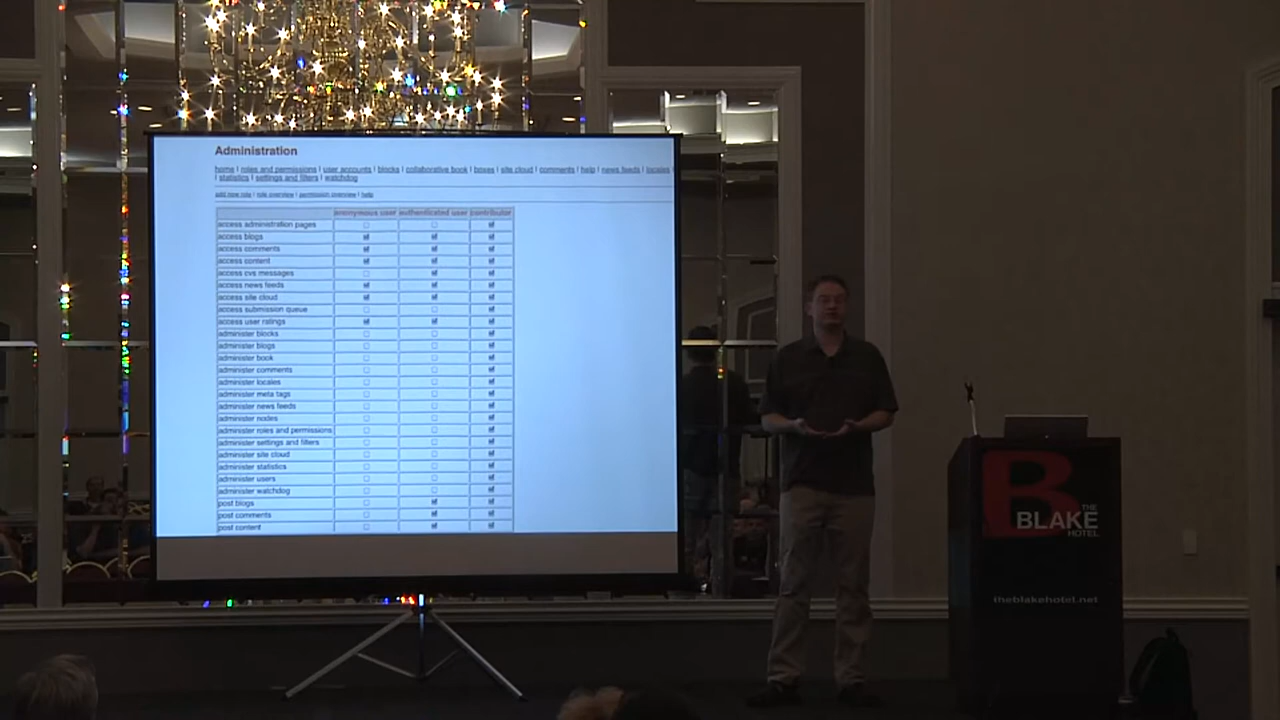 Administration
home | roles and permissions | user accounts | blocks | collaborative book | boxes | site cloud | comments | help | news feeds | locales |
| statistics | settings and filters | watchdog
add new role | role overview | permission overview | help
anonymous user authenticated user contributor
access administration pages
access blogs
access comments
access content
access cvs messages
access news feeds
access site cloud
access submission queue
access user ratings
administer blocks
administer blogs
administer book
administer comments
administer locales
administer meta tags
administer news feeds
administer nodes
administer roles and permissions
administer settings and filters
administer site cloud
administer statistics
administer users
administer watchdog
post blogs
post comments
post content
B
THE
BLAKE
HOTEL
theblakehotel.net